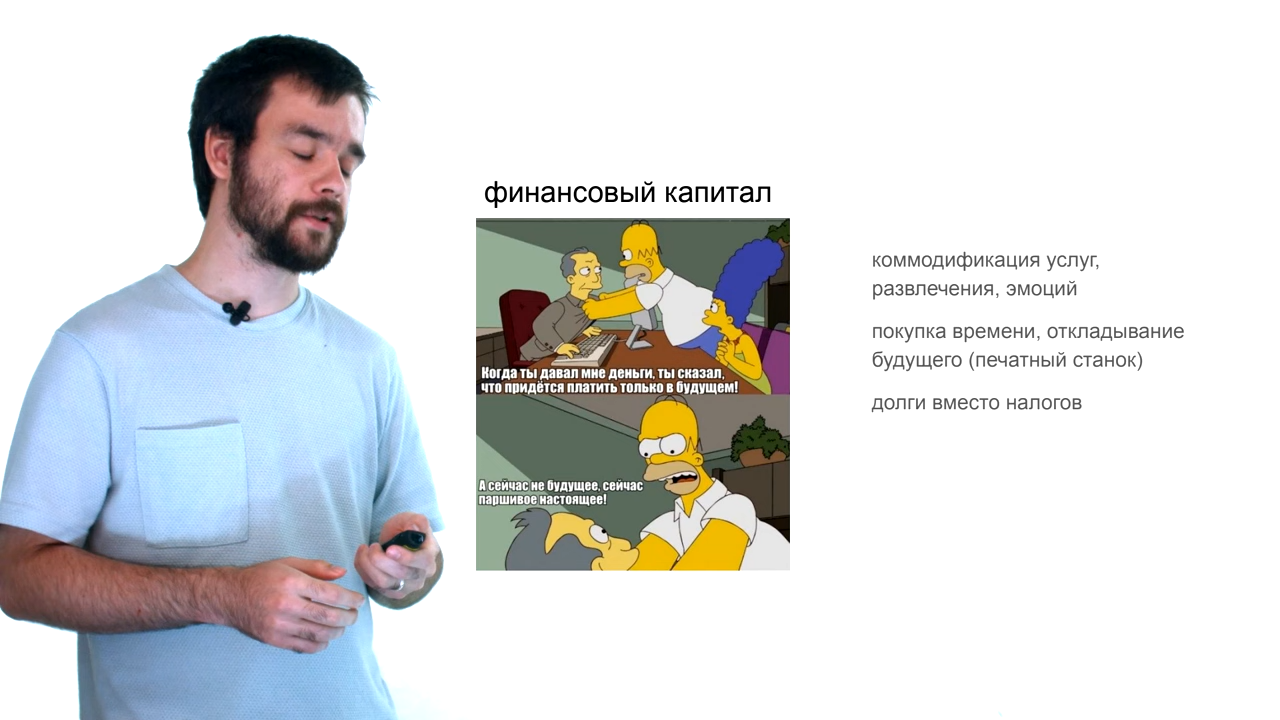 финансовый капитал
Когда ты давал мне деньги, ты сказал,
что придётся платить только в будущем!
А сейчас не будущее, сейчас
паршивое настоящее!
коммодификация услуг,
развлечения, эмоций
покупка времени, откладывание
будущего (печатный станок)
долги вместо налогов